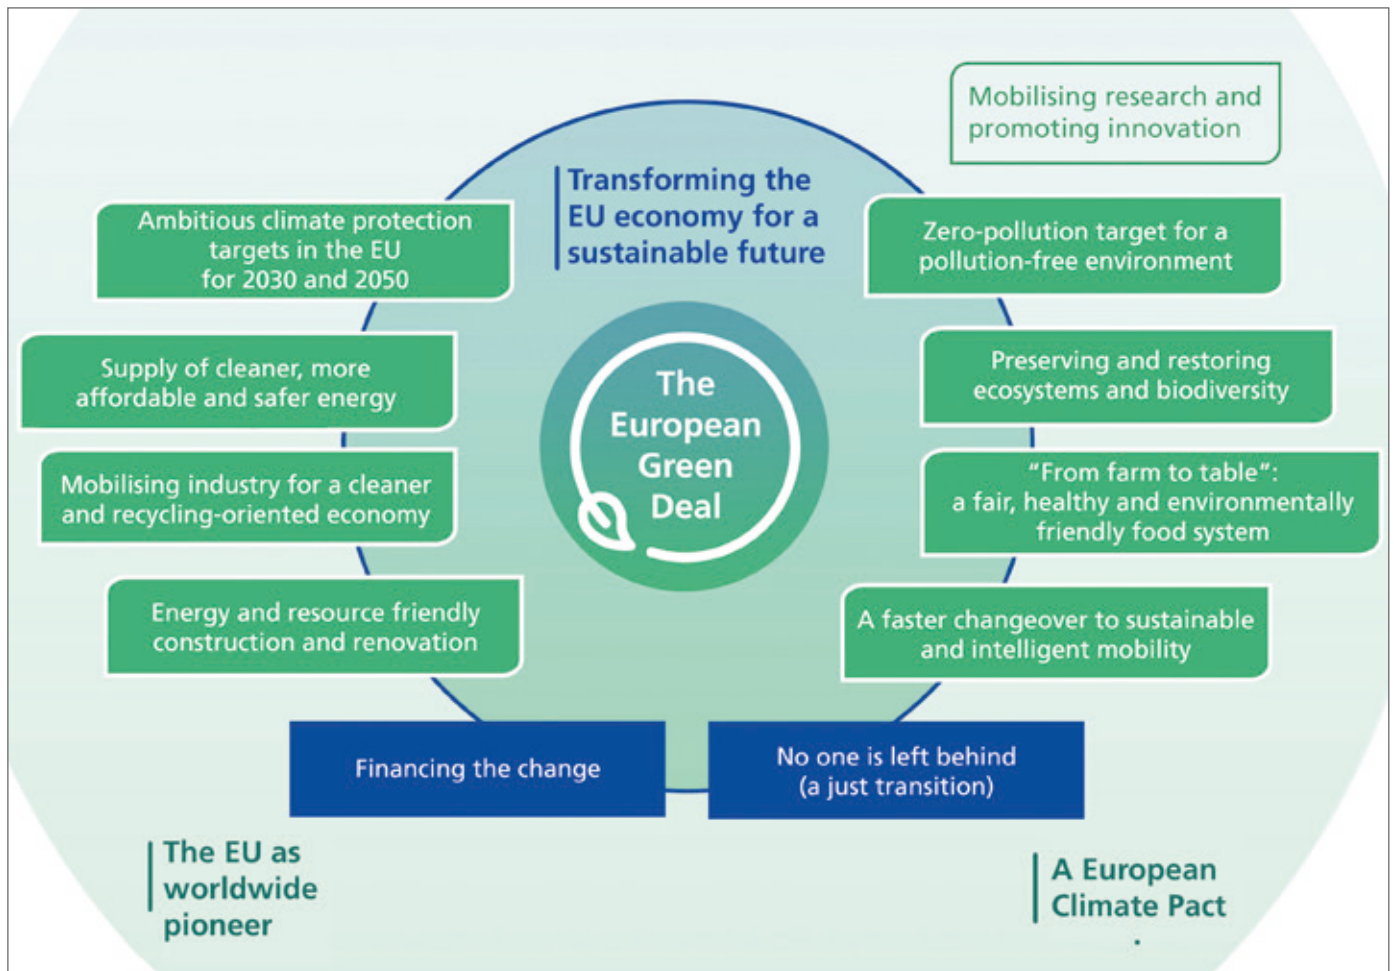 Mobilising research and
promoting innovation
Transforming the
EU economy for a
sustainable future
Ambitious climate protection
targets in the EU
for 2030 and 2050
Zero-pollution target for a
pollution-free environment
Supply of cleaner, more
affordable and safer energy
Preserving and restoring
ecosystems and biodiversity
The
European
Green
Deal
Mobilising industry for a cleaner
and recycling-oriented economy
“From farm to table“:
a fair, healthy and environmentally
friendly food system
Energy and resource friendly
construction and renovation
A faster changeover to sustainable
and intelligent mobility
Financing the change
No one is left behind
(a just transition)
The EU as
worldwide
pioneer
A European
Climate Pact
.